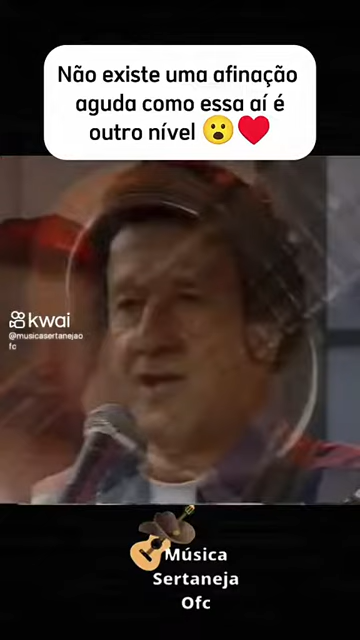 Não existe uma afinação
aguda como essa aí é
outro nível 😮❤️
kwai
@musicasertanejao
fc
Música
Sertaneja
Ofc